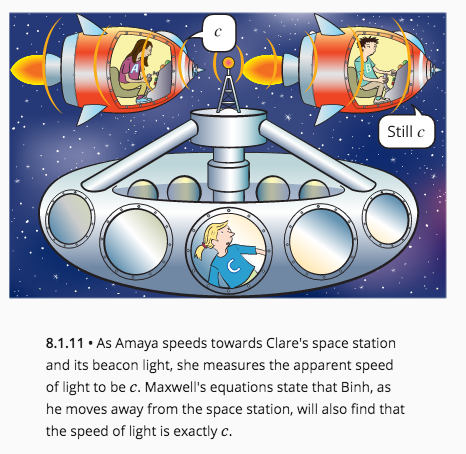 c
Still c
C
8.1.11 • As Amaya speeds towards Clare's space station
and its beacon light, she measures the apparent speed
of light to be c. Maxwell's equations state that Binh, as
he moves away from the space station, will also find that
the speed of light is exactly c.